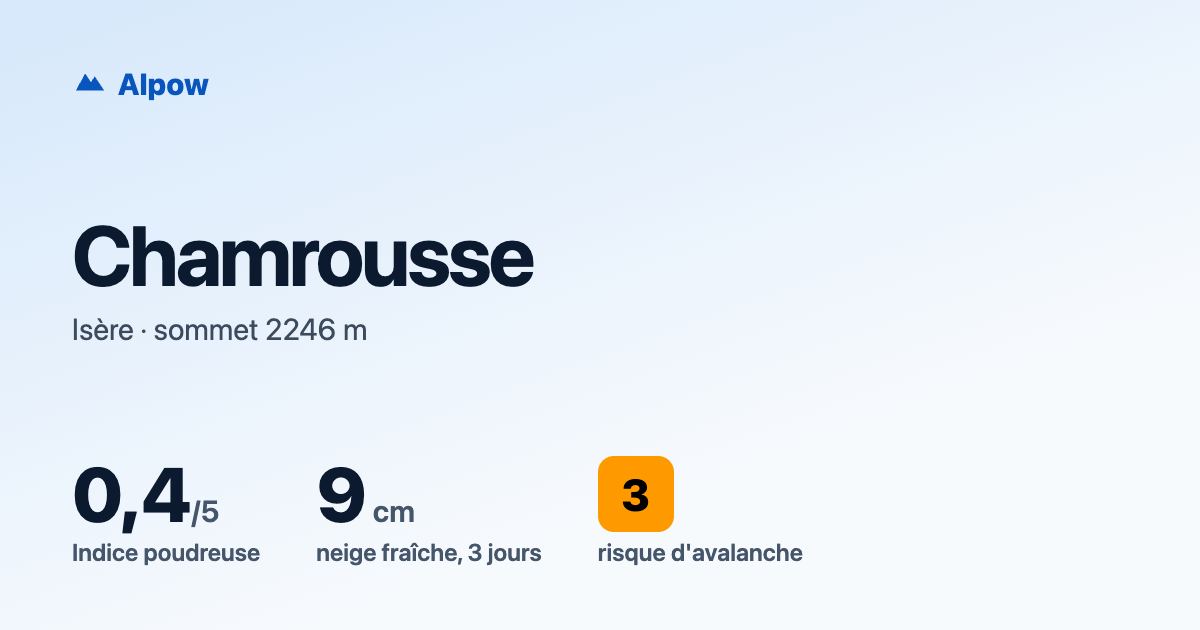 Alpow
Chamrousse
Isère · sommet 2246 m
0,4/5
Indice poudreuse
9 cm
neige fraîche, 3 jours
3
risque d'avalanche